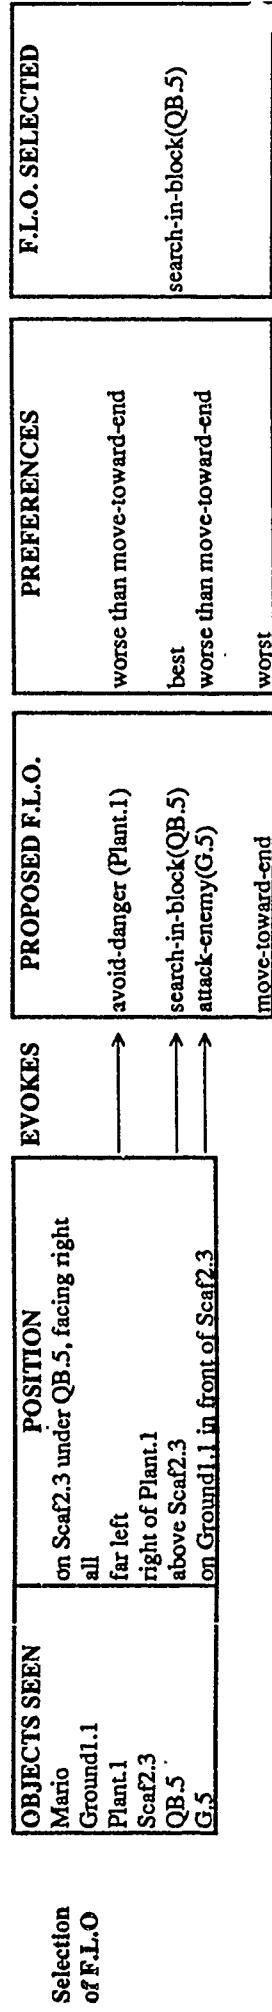 Selection
of F.L.O
OBJECTS SEEN
Mario
Ground1.1
Plant.1
Scaf2.3
QB.5
G.5
POSITION
on Scaf2.3 under QB.5, facing right
all
far left
right of Plant.1
above Scaf2.3
on Ground1.1 in front of Scaf2.3
EVOKES
PROPOSED F.L.O.
avoid-danger (Plant.1)
search-in-block(QB.5)
attack-enemy(G.5)
move-toward-end
PREFERENCES
worse than move-toward-end
best
worse than move-toward-end
worst
F.L.O. SELECTED
search-in-block(QB.5)